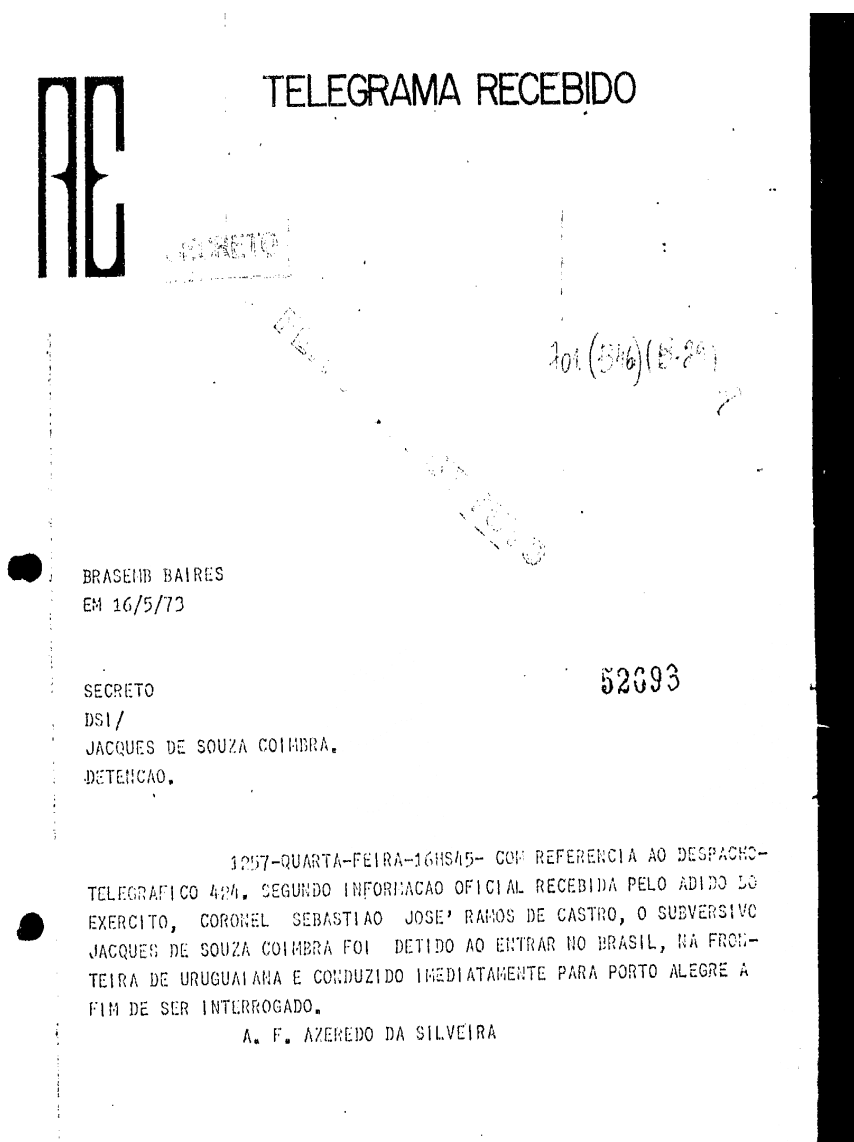 RE
TELEGRAMA RECEBIDO
SECRETO
BRASEMB BAIRES
EM 16/5/73
52693
SECRETO
DSI/
JACQUES DE SOUZA COIMBRA.
DETENCAO.
1257-QUARTA-FEIRA-16HS45- COM REFERENCIA AO DESPACHO-
TELEGRAFICO 424. SEGUNDO INFORMACAO OFICIAL RECEBIDA PELO ADIDO DO
EXERCITO, CORONEL SEBASTIAO JOSE' RAMOS DE CASTRO, O SUBVERSIVO
JACQUES DE SOUZA COIMBRA FOI DETIDO AO ENTRAR NO BRASIL, NA FRON-
TEIRA DE URUGUAIANA E CONDUZIDO IMEDIATAMENTE PARA PORTO ALEGRE A
FIM DE SER INTERROGADO.
A. F. AZEREDO DA SILVEIRA